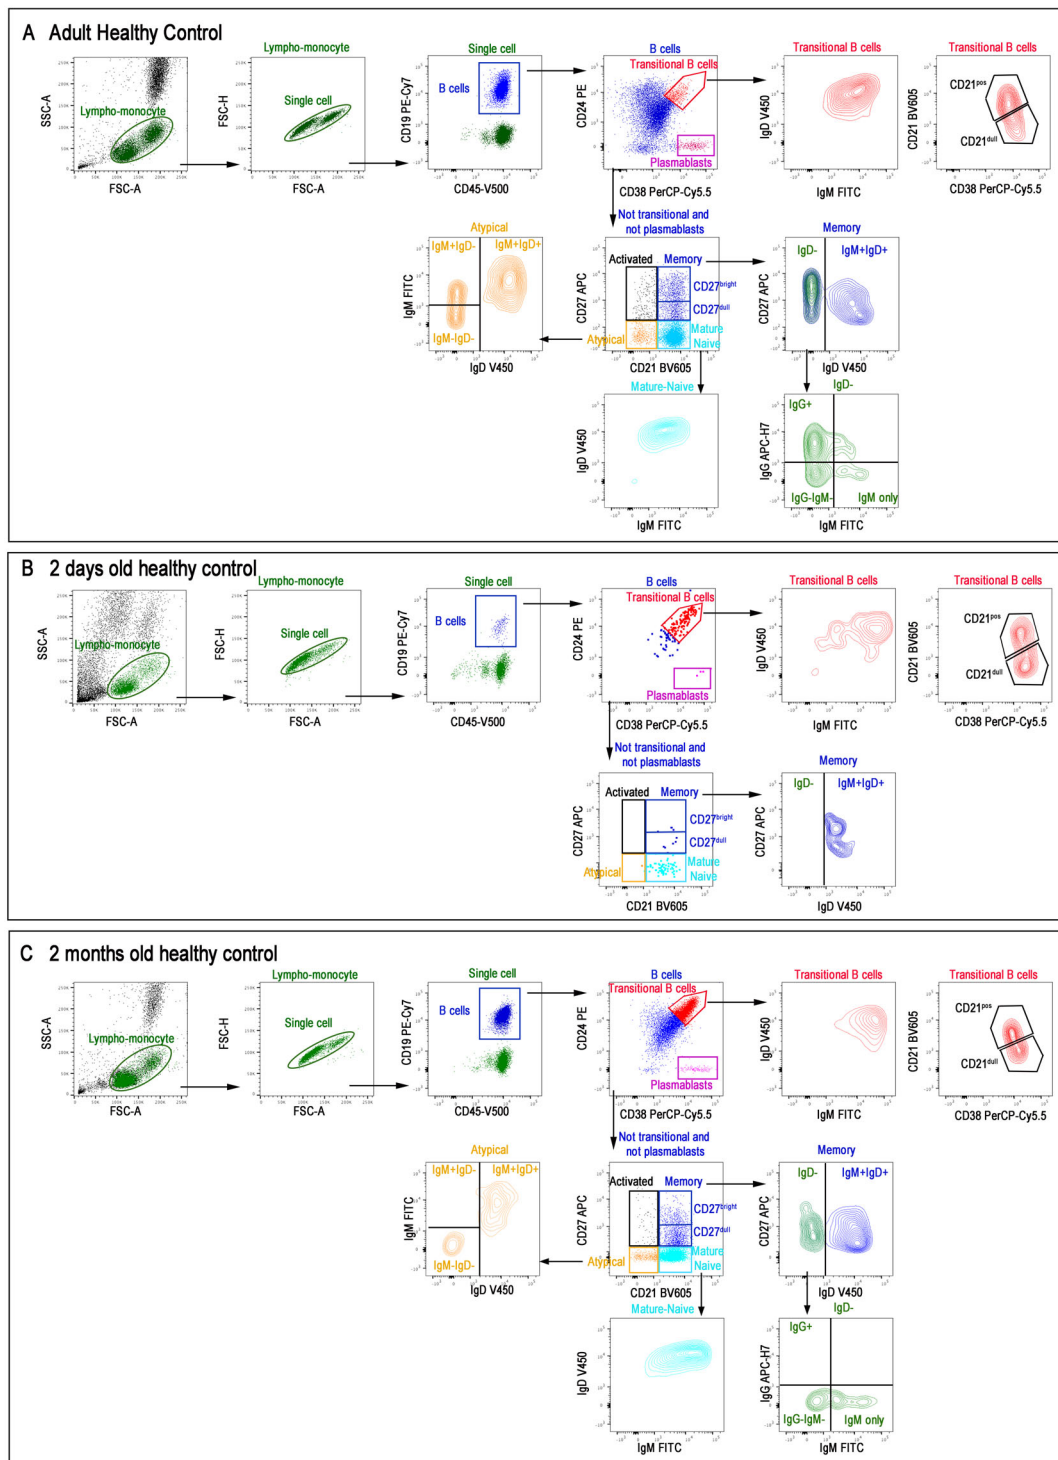 A Adult Healthy Control
Lympho-monocyte
Single cell
B cells
Transitional B cells
Transitional B cells
SSC-A
Lympho-monocyte
FSC-A
FSC-H
Single cell
FSC-A
CD19 PE-Cy7
B cells
CD45-V500
CD24 PE
Transitional B cells
Plasmablasts
CD38 PerCP-Cy5.5
IgD V450
IgM FITC
CD21 BV605
CD21pos
CD21dull
CD38 PerCP-Cy5.5
Not transitional and
not plasmablasts
Atypical
IgM+IgD-
IgM+IgD+
IgM FITC
IgM-IgD-
IgD V450
Activated
Memory
CD27 APC
CD27bright
CD27dull
Atypical
Mature
Naive
CD21 BV605
Memory
IgD-
IgM+IgD+
CD27 APC
IgD V450
Mature-Naive
IgD V450
IgM FITC
IgD-
IgG+
IgG APC-H7
IgG-IgM-
IgM only
IgM FITC
B 2 days old healthy control
Lympho-monocyte
Single cell
B cells
Transitional B cells
Transitional B cells
SSC-A
Lympho-monocyte
FSC-A
FSC-H
Single cell
FSC-A
CD19 PE-Cy7
B cells
CD45-V500
CD24 PE
Transitional B cells
Plasmablasts
CD38 PerCP-Cy5.5
IgD V450
IgM FITC
CD21 BV605
CD21pos
CD21dull
CD38 PerCP-Cy5.5
Not transitional and
not plasmablasts
Activated
Memory
CD27 APC
CD27bright
CD27dull
Atypical
Mature
Naive
CD21 BV605
Memory
IgD-
IgM+IgD+
CD27 APC
IgD V450
C 2 months old healthy control
Lympho-monocyte
Single cell
B cells
Transitional B cells
Transitional B cells
SSC-A
Lympho-monocyte
FSC-A
FSC-H
Single cell
FSC-A
CD19 PE-Cy7
B cells
CD45-V500
CD24 PE
Transitional B cells
Plasmablasts
CD38 PerCP-Cy5.5
IgD V450
IgM FITC
CD21 BV605
CD21pos
CD21dull
CD38 PerCP-Cy5.5
Not transitional and
not plasmablasts
Atypical
IgM+IgD-
IgM+IgD+
IgM FITC
IgM-IgD-
IgD V450
Activated
Memory
CD27 APC
CD27bright
CD27dull
Atypical
Mature
Naive
CD21 BV605
Memory
IgD-
IgM+IgD+
CD27 APC
IgD V450
Mature-Naive
IgD V450
IgM FITC
IgD-
IgG+
IgG APC-H7
IgG-IgM-
IgM only
IgM FITC